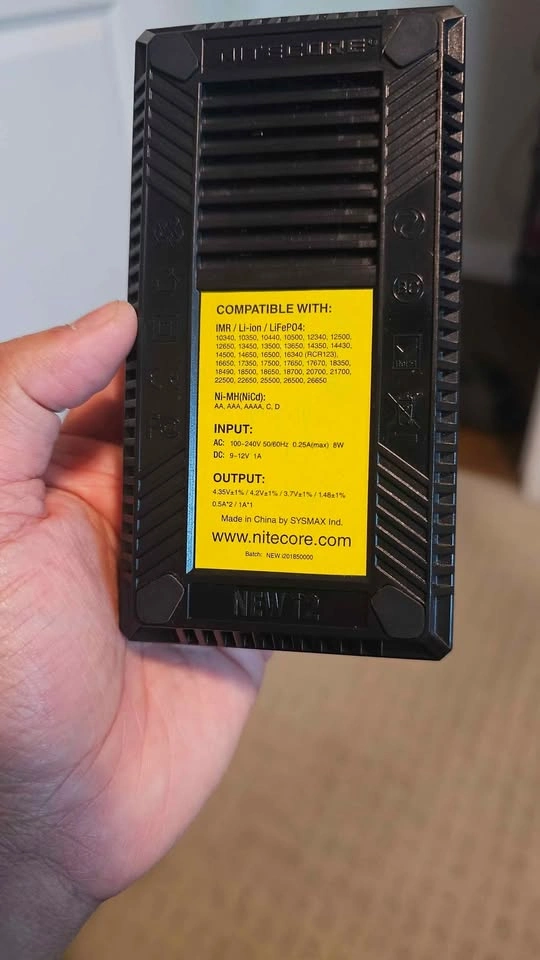 NITECORE
COMPATIBLE WITH:
IMR / Li-ion / LiFePO4:
10340, 10350, 10440, 10500, 12340, 12500,
12650, 13450, 13500, 13650, 14350, 14430,
14500, 14650, 16500, 16340 (RCR123),
16650, 17350, 17500, 17650, 17670, 18350,
18490, 18500, 18650, 18700, 20700, 21700,
22500, 22650, 25500, 26500, 26650
Ni-MH(NiCd):
AA, AAA, AAAA, C, D
INPUT:
AC: 100-240V 50/60Hz 0.25A(max) 8W
DC: 9-12V 1A
OUTPUT:
4.35V±1% / 4.2V±1% / 3.7V±1% / 1.48±1%
0.5A*2 / 1A*1
Made in China by SYSMAX Ind.
www.nitecore.com
Batch: NEW i201850000
NEW i2